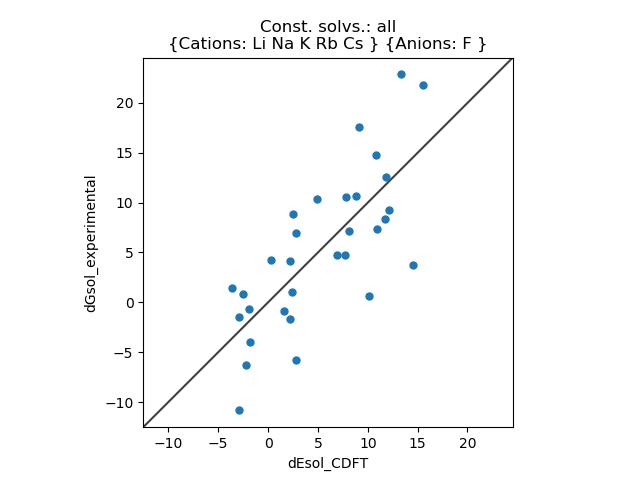 Const. solvs.: all
{Cations: Li Na K Rb Cs } {Anions: F }
20
15
10
5
0
−5
−10
dGsol_experimental
−10 −5 0 5 10 15 20
dEsol_CDFT